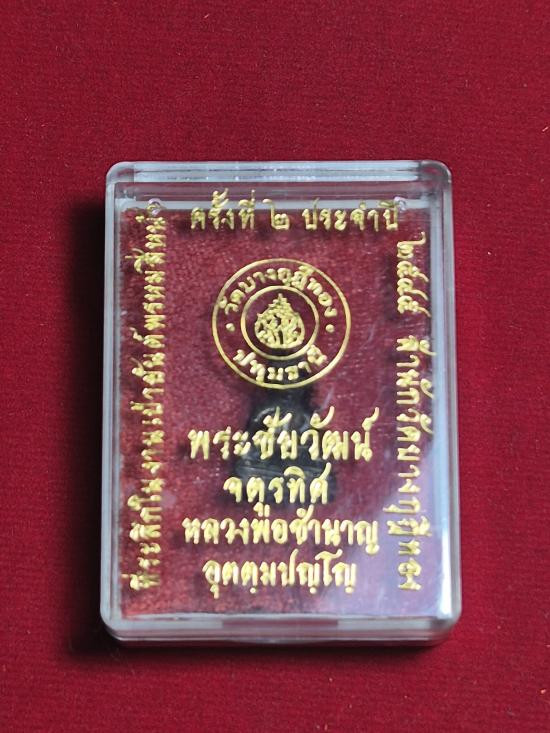 ที่ระลึกในงานเป่ายันต์พรหมสี่หน้า
ครั้งที่ ๒ ประจำปี
๒๕๔๕ สำนักวัดบางกุฎีทอง
วัดบางกุฎีทอง
ปทุมธานี
พระชัยวัฒน์
จตุรทิศ
หลวงพ่อชำนาญ
อุตฺตมปญฺโญ